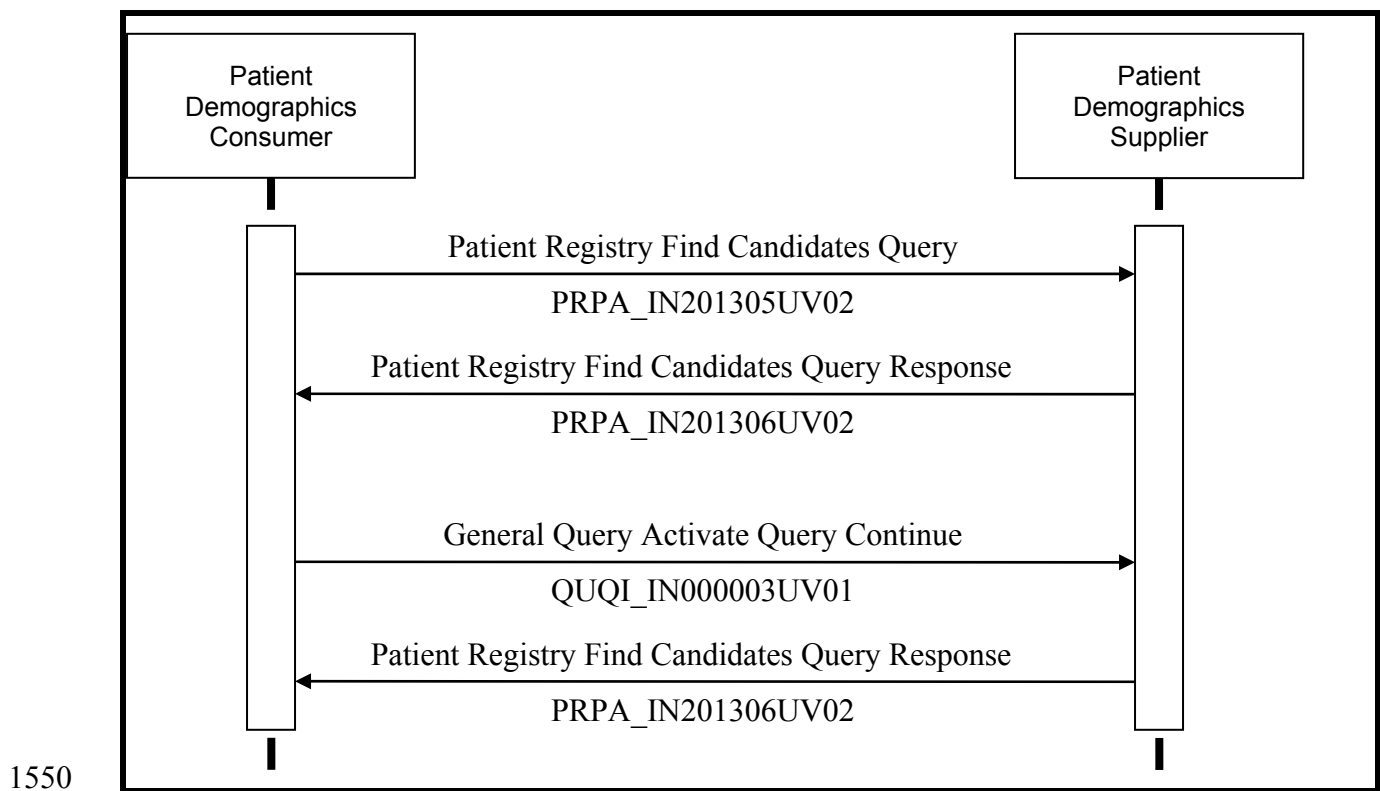 Patient
Demographics
Consumer
Patient
Demographics
Supplier
Patient Registry Find Candidates Query
PRPA_IN201305UV02
Patient Registry Find Candidates Query Response
PRPA_IN201306UV02
General Query Activate Query Continue
QUQI_IN000003UV01
Patient Registry Find Candidates Query Response
PRPA_IN201306UV02
1550